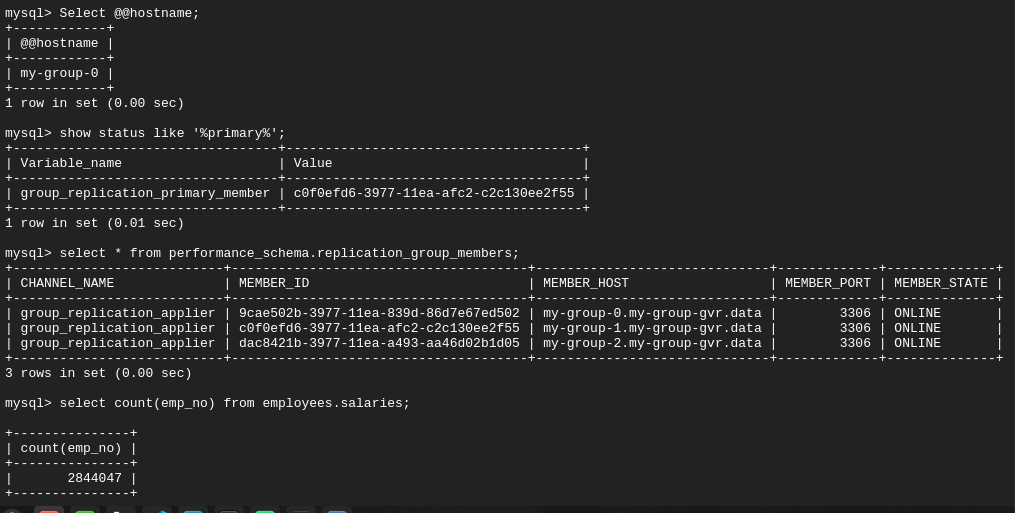 mysql> Select @@hostname;
+------------+
| @@hostname |
+------------+
| my-group-0 |
+------------+
1 row in set (0.00 sec)

mysql> show status like '%primary%';
+----------------------------------+--------------------------------------+
| Variable_name                    | Value                                |
+----------------------------------+--------------------------------------+
| group_replication_primary_member | c0f0efd6-3977-11ea-afc2-c2c130ee2f55 |
+----------------------------------+--------------------------------------+
1 row in set (0.01 sec)

mysql> select * from performance_schema.replication_group_members;
+---------------------------+--------------------------------------+------------------------------+-------------+--------------+
| CHANNEL_NAME              | MEMBER_ID                            | MEMBER_HOST                  | MEMBER_PORT | MEMBER_STATE |
+---------------------------+--------------------------------------+------------------------------+-------------+--------------+
| group_replication_applier | 9cae502b-3977-11ea-839d-86d7e67ed502 | my-group-0.my-group-gvr.data |        3306 | ONLINE       |
| group_replication_applier | c0f0efd6-3977-11ea-afc2-c2c130ee2f55 | my-group-1.my-group-gvr.data |        3306 | ONLINE       |
| group_replication_applier | dac8421b-3977-11ea-a493-aa46d02b1d05 | my-group-2.my-group-gvr.data |        3306 | ONLINE       |
+---------------------------+--------------------------------------+------------------------------+-------------+--------------+
3 rows in set (0.00 sec)

mysql> select count(emp_no) from employees.salaries;

+---------------+
| count(emp_no) |
+---------------+
|       2844047 |
+---------------+